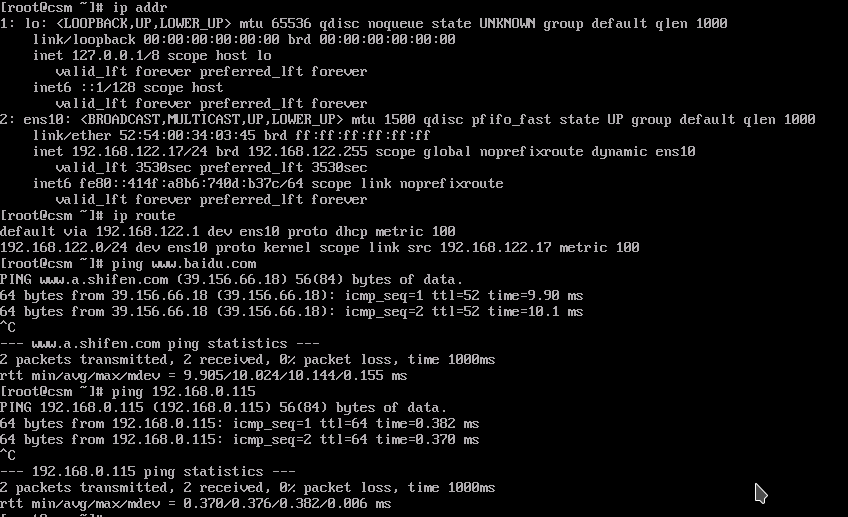 [root@csm ~]# ip addr
1: lo: <LOOPBACK,UP,LOWER_UP> mtu 65536 qdisc noqueue state UNKNOWN group default qlen 1000
    link/loopback 00:00:00:00:00:00 brd 00:00:00:00:00:00
    inet 127.0.0.1/8 scope host lo
       valid_lft forever preferred_lft forever
    inet6 ::1/128 scope host
       valid_lft forever preferred_lft forever
2: ens10: <BROADCAST,MULTICAST,UP,LOWER_UP> mtu 1500 qdisc pfifo_fast state UP group default qlen 1000
    link/ether 52:54:00:34:03:45 brd ff:ff:ff:ff:ff:ff
    inet 192.168.122.17/24 brd 192.168.122.255 scope global noprefixroute dynamic ens10
       valid_lft 3530sec preferred_lft 3530sec
    inet6 fe80::414f:a8b6:740d:b37c/64 scope link noprefixroute
       valid_lft forever preferred_lft forever
[root@csm ~]# ip route
default via 192.168.122.1 dev ens10 proto dhcp metric 100
192.168.122.0/24 dev ens10 proto kernel scope link src 192.168.122.17 metric 100
[root@csm ~]# ping www.baidu.com
PING www.a.shifen.com (39.156.66.18) 56(84) bytes of data.
64 bytes from 39.156.66.18 (39.156.66.18): icmp_seq=1 ttl=52 time=9.90 ms
64 bytes from 39.156.66.18 (39.156.66.18): icmp_seq=2 ttl=52 time=10.1 ms
^C
--- www.a.shifen.com ping statistics ---
2 packets transmitted, 2 received, 0% packet loss, time 1000ms
rtt min/avg/max/mdev = 9.905/10.024/10.144/0.155 ms
[root@csm ~]# ping 192.168.0.115
PING 192.168.0.115 (192.168.0.115) 56(84) bytes of data.
64 bytes from 192.168.0.115: icmp_seq=1 ttl=64 time=0.382 ms
64 bytes from 192.168.0.115: icmp_seq=2 ttl=64 time=0.370 ms
^C
--- 192.168.0.115 ping statistics ---
2 packets transmitted, 2 received, 0% packet loss, time 1000ms
rtt min/avg/max/mdev = 0.370/0.376/0.382/0.006 ms